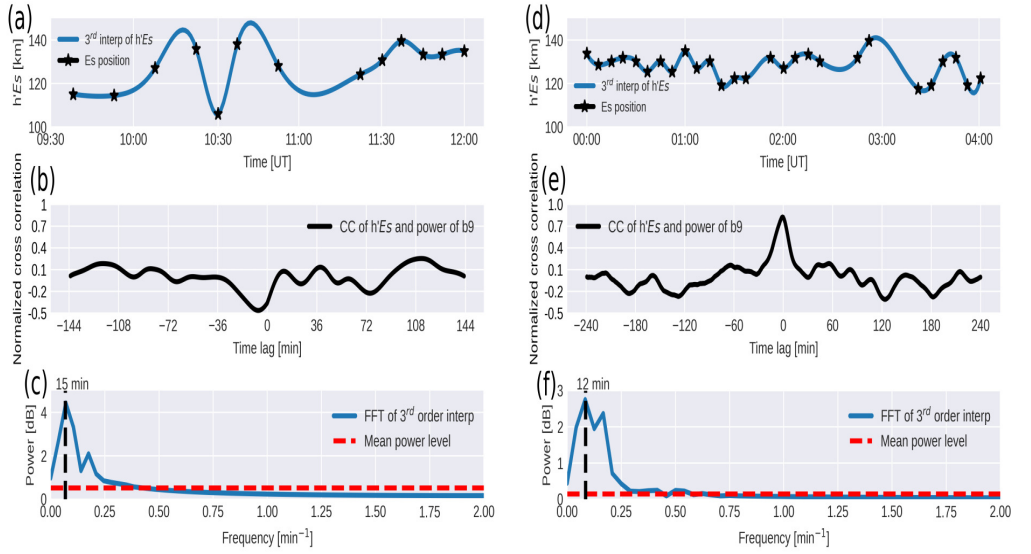 (a)
h'Es [km]
140
120
100
3rd interp of h'Es
Es position
09:30 10:00 10:30 11:00 11:30 12:00
Time [UT]
(d)
h'Es [km]
140
120
100
3rd interp of h'Es
Es position
00:00 01:00 02:00 03:00 04:00
Time [UT]
(b)
Normalized cross correlation
1.0
0.7
0.4
0.1
−0.2
−0.5
CC of h'Es and power of b9
−144 −108 −72 −36 0 36 72 108 144
Time lag [min]
(e)
Normalized cross correlation
1.0
0.7
0.4
0.1
−0.2
−0.5
CC of h'Es and power of b9
−240 −180 −120 −60 0 60 120 180 240
Time lag [min]
(c)
15 min
Power [dB]
4
2
0
FFT of 3rd order interp
Mean power level
0.00 0.25 0.50 0.75 1.00 1.25 1.50 1.75 2.00
Frequency [min−1]
(f)
12 min
Power [dB]
3
2
1
0
FFT of 3rd order interp
Mean power level
0.00 0.25 0.50 0.75 1.00 1.25 1.50 1.75 2.00
Frequency [min−1]